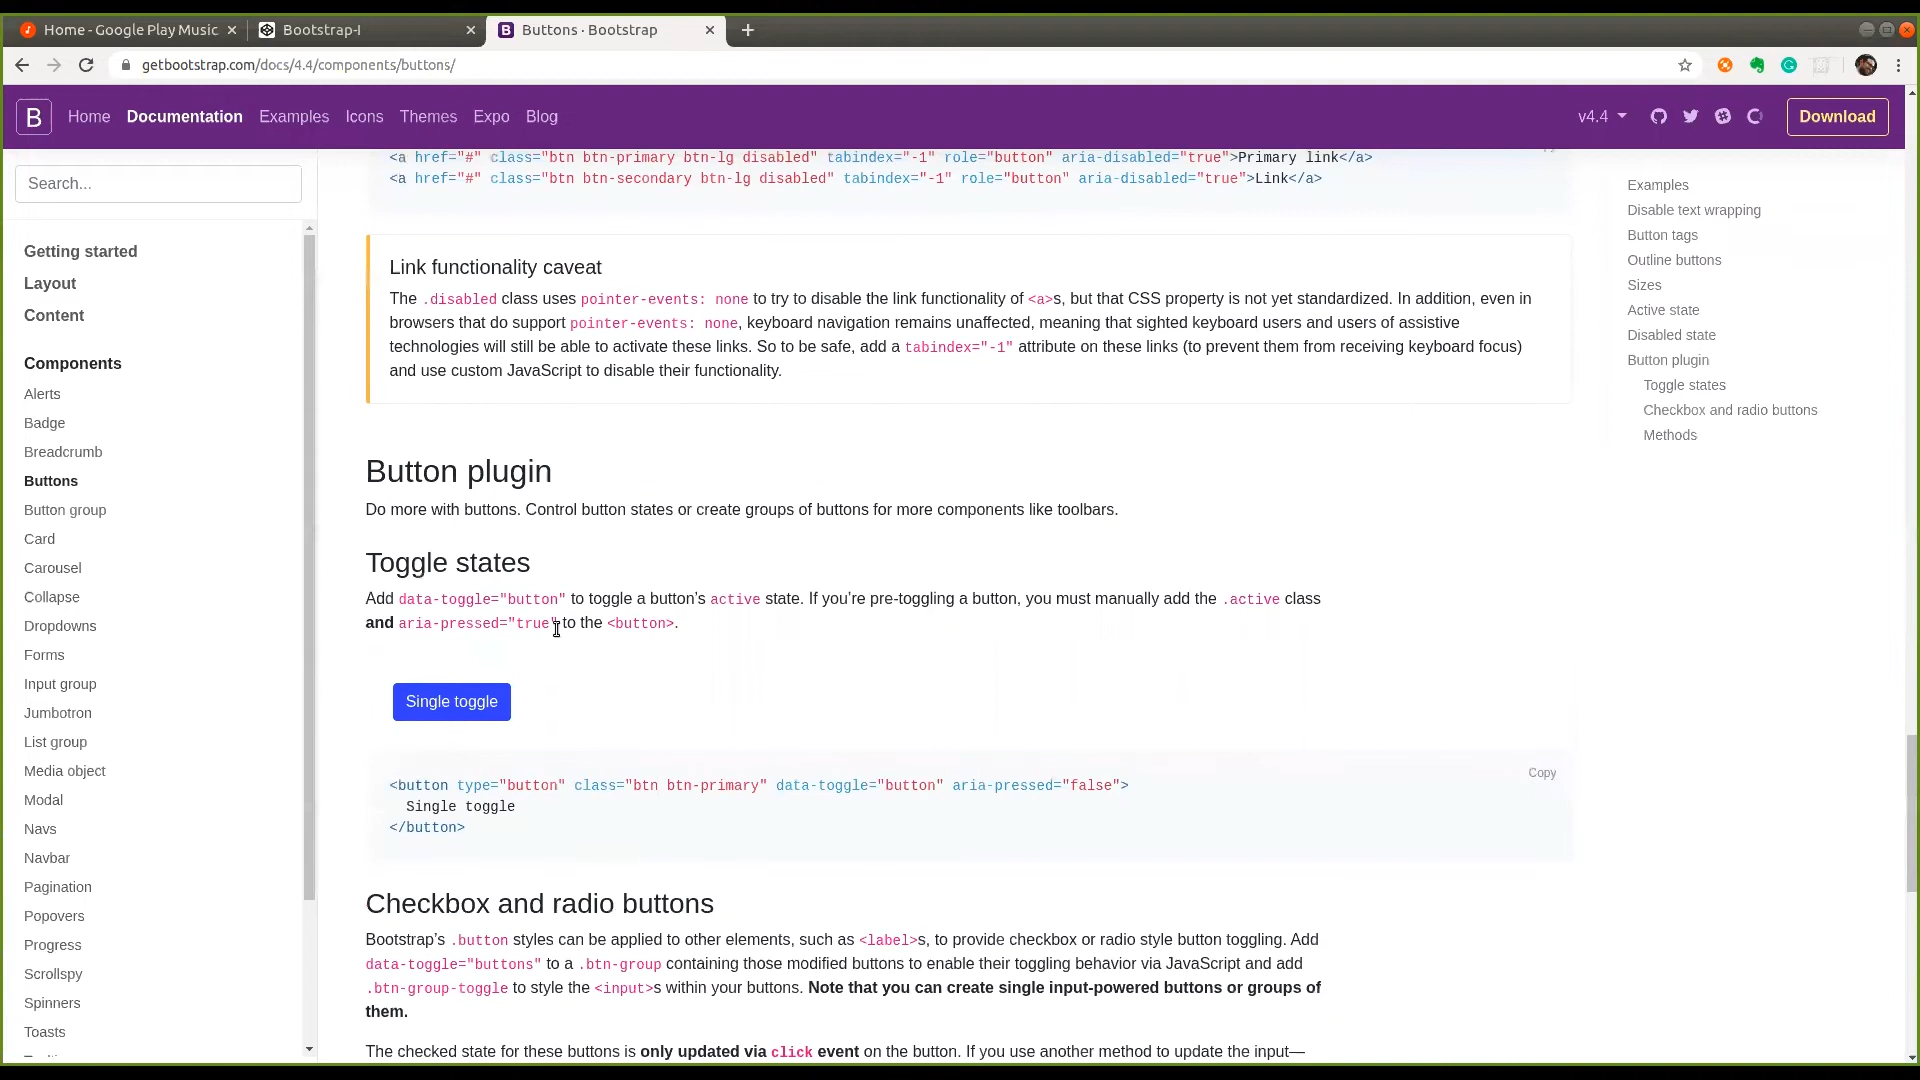 Home - Google Play Music
Bootstrap-I
Buttons · Bootstrap
getbootstrap.com/docs/4.4/components/buttons/
B
Home
Documentation
Examples
Icons
Themes
Expo
Blog
v4.4
Download
Search...
Getting started
Layout
Content
Components
Alerts
Badge
Breadcrumb
Buttons
Button group
Card
Carousel
Collapse
Dropdowns
Forms
Input group
Jumbotron
List group
Media object
Modal
Navs
Navbar
Pagination
Popovers
Progress
Scrollspy
Spinners
Toasts
<a href="#" class="btn btn-primary btn-lg disabled" tabindex="-1" role="button" aria-disabled="true">Primary link</a>
<a href="#" class="btn btn-secondary btn-lg disabled" tabindex="-1" role="button" aria-disabled="true">Link</a>
Link functionality caveat
The .disabled class uses pointer-events: none to try to disable the link functionality of <a>s, but that CSS property is not yet standardized. In addition, even in
browsers that do support pointer-events: none, keyboard navigation remains unaffected, meaning that sighted keyboard users and users of assistive
technologies will still be able to activate these links. So to be safe, add a tabindex="-1" attribute on these links (to prevent them from receiving keyboard focus)
and use custom JavaScript to disable their functionality.
Button plugin
Do more with buttons. Control button states or create groups of buttons for more components like toolbars.
Toggle states
Add data-toggle="button" to toggle a button’s active state. If you’re pre-toggling a button, you must manually add the .active class
and aria-pressed="true" to the <button>.
Single toggle
Copy
<button type="button" class="btn btn-primary" data-toggle="button" aria-pressed="false">
Single toggle
</button>
Checkbox and radio buttons
Bootstrap’s .button styles can be applied to other elements, such as <label>s, to provide checkbox or radio style button toggling. Add
data-toggle="buttons" to a .btn-group containing those modified buttons to enable their toggling behavior via JavaScript and add
.btn-group-toggle to style the <input>s within your buttons. Note that you can create single input-powered buttons or groups of
them.
The checked state for these buttons is only updated via click event on the button. If you use another method to update the input—
Examples
Disable text wrapping
Button tags
Outline buttons
Sizes
Active state
Disabled state
Button plugin
Toggle states
Checkbox and radio buttons
Methods